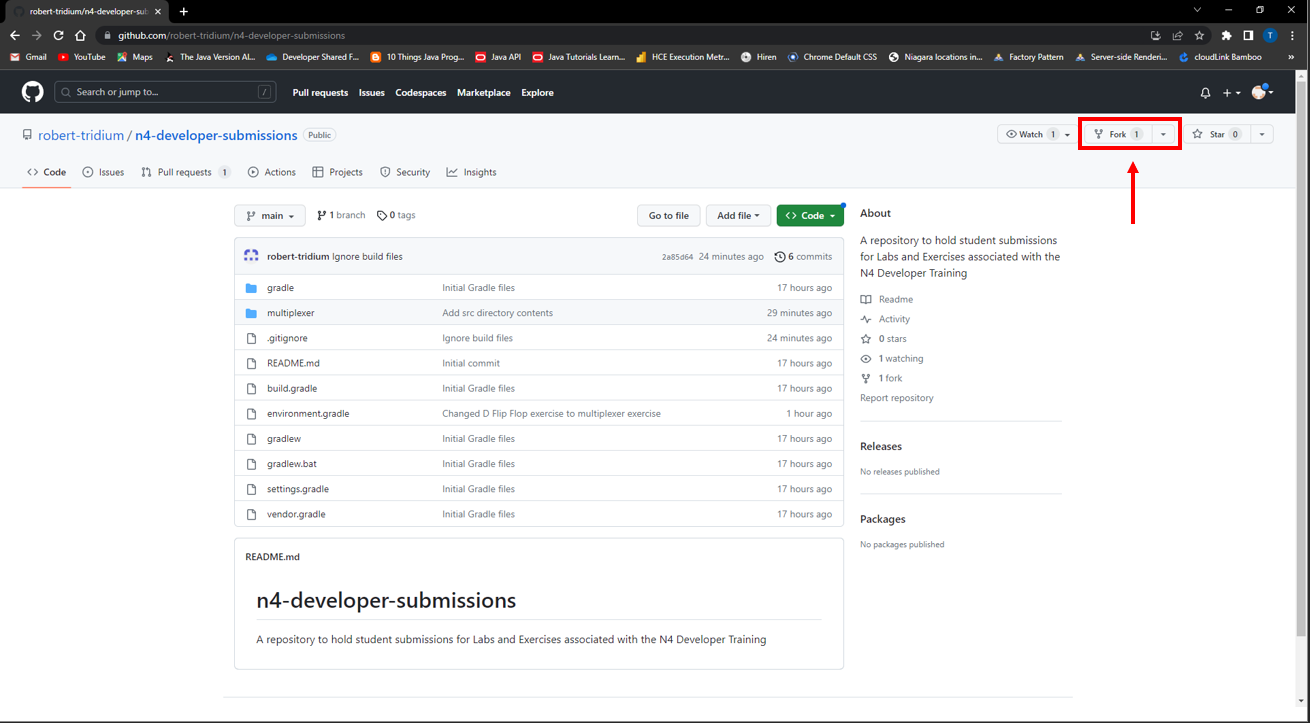 robert-tridium/n4-developer-sub
github.com/robert-tridium/n4-developer-submissions
T
Gmail YouTube Maps The Java Version Al... Developer Shared F... 10 Things Java Prog... Java API Java Tutorials Learn... HCE Execution Metr... Hiren Chrome Default CSS Niagara locations in... Factory Pattern Server-side Renderi... cloudLink Bamboo »
Search or jump to... / Pull requests Issues Codespaces Marketplace Explore
robert-tridium / n4-developer-submissions Public Watch 1 Fork 1 Star 0
Code Issues Pull requests 1 Actions Projects Security Insights
main 1 branch 0 tags Go to file Add file Code
robert-tridium Ignore build files 2a85d64 24 minutes ago 6 commits
gradle Initial Gradle files 17 hours ago
multiplexer Add src directory contents 29 minutes ago
.gitignore Ignore build files 24 minutes ago
README.md Initial commit 17 hours ago
build.gradle Initial Gradle files 17 hours ago
environment.gradle Changed D Flip Flop exercise to multiplexer exercise 1 hour ago
gradlew Initial Gradle files 17 hours ago
gradlew.bat Initial Gradle files 17 hours ago
settings.gradle Initial Gradle files 17 hours ago
vendor.gradle Initial Gradle files 17 hours ago
README.md
n4-developer-submissions
A repository to hold student submissions for Labs and Exercises associated with the N4 Developer Training
About
A repository to hold student submissions
for Labs and Exercises associated with the
N4 Developer Training
Readme
Activity
0 stars
1 watching
1 fork
Report repository
Releases
No releases published
Packages
No packages published